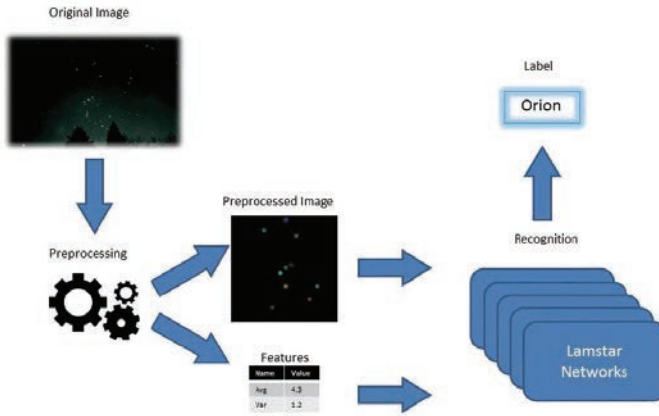 Original Image
Label
Orion
Preprocessed Image
Preprocessing
Recognition
Features
Name Value
Avg 4.3
Var 1.2
Lamstar
Networks